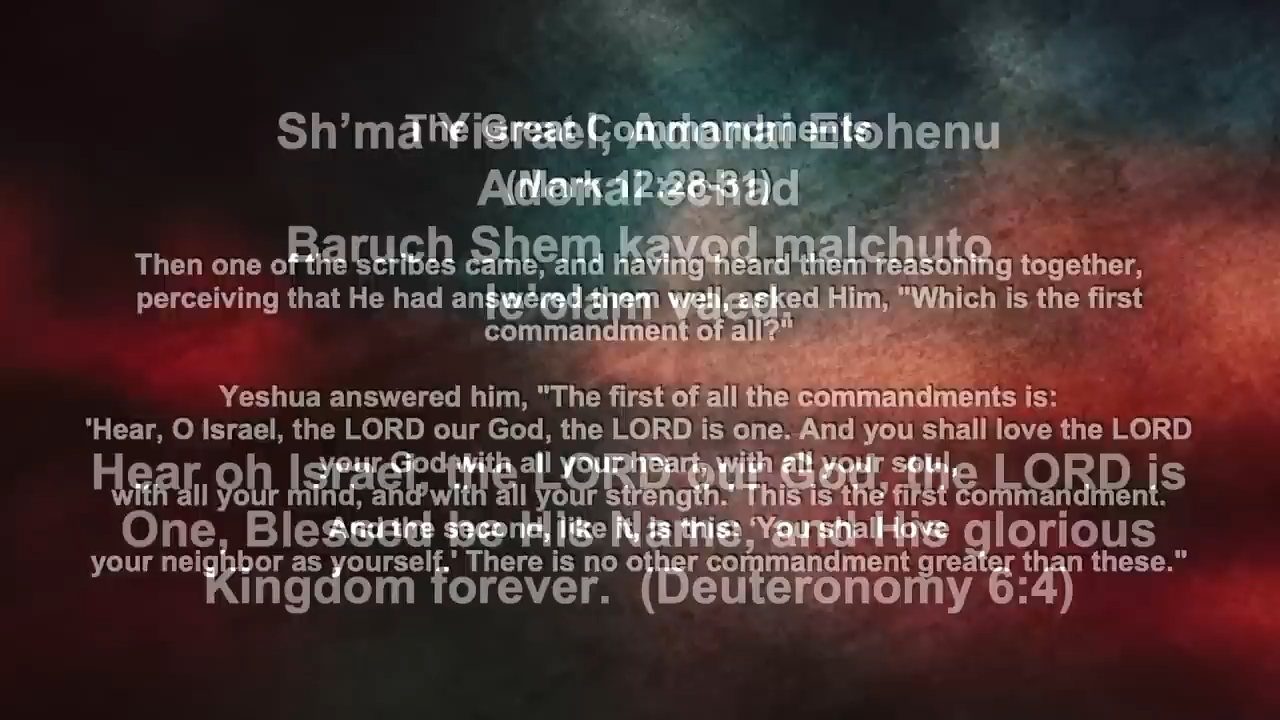 Sh’ma Yisrael, Adonai Elohenu
Adonai echad
Baruch Shem kavod malchuto
le’olam vaed.
Hear oh Israel, the LORD our God, the LORD is
One, Blessed His Name, and His glorious
Kingdom forever. (Deuteronomy 6:4)
The Great Commandments
(Mark 12:28-31)
Then one of the scribes came, and having heard them reasoning together,
perceiving that He had answered them well, asked Him, "Which is the first
commandment of all?"
Yeshua answered him, "The first of all the commandments is:
'Hear, O Israel, the LORD our God, the LORD is one. And you shall love the LORD
your God with all your heart, with all your soul,
with all your mind, and with all your strength.' This is the first commandment.
And the second, like it, is this: 'You shall love
your neighbor as yourself.' There is no other commandment greater than these."